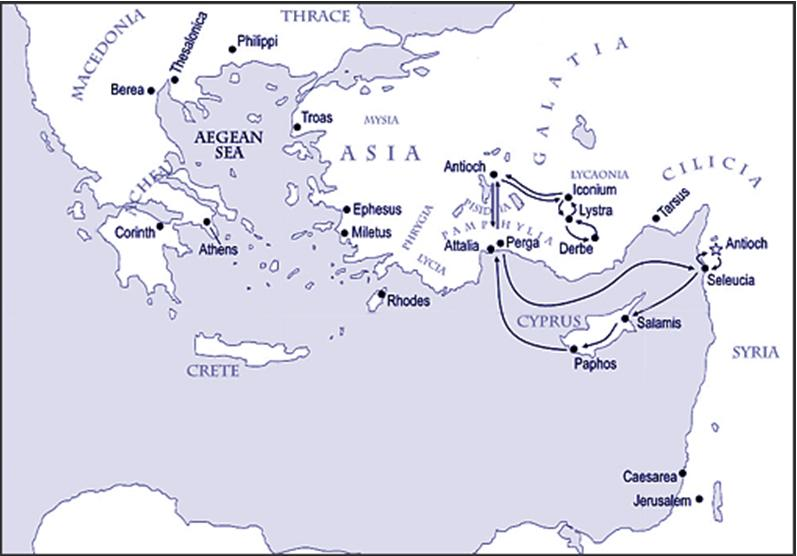 THRACE
MACEDONIA
Thesalonica
Philippi
Berea
GALATIA
Troas
MYSIA
AEGEAN
SEA
ASIA
Antioch
LYCAONIA
CILICIA
Iconium
PISIDIA
Lystra
Tarsus
Ephesus
PHRYGIA
PAMPHYLIA
Corinth
Athens
Miletus
Attalia
Perga
Derbe
Antioch
LYCIA
Seleucia
Rhodes
CYPRUS
Salamis
Paphos
SYRIA
CRETE
Caesarea
Jerusalem